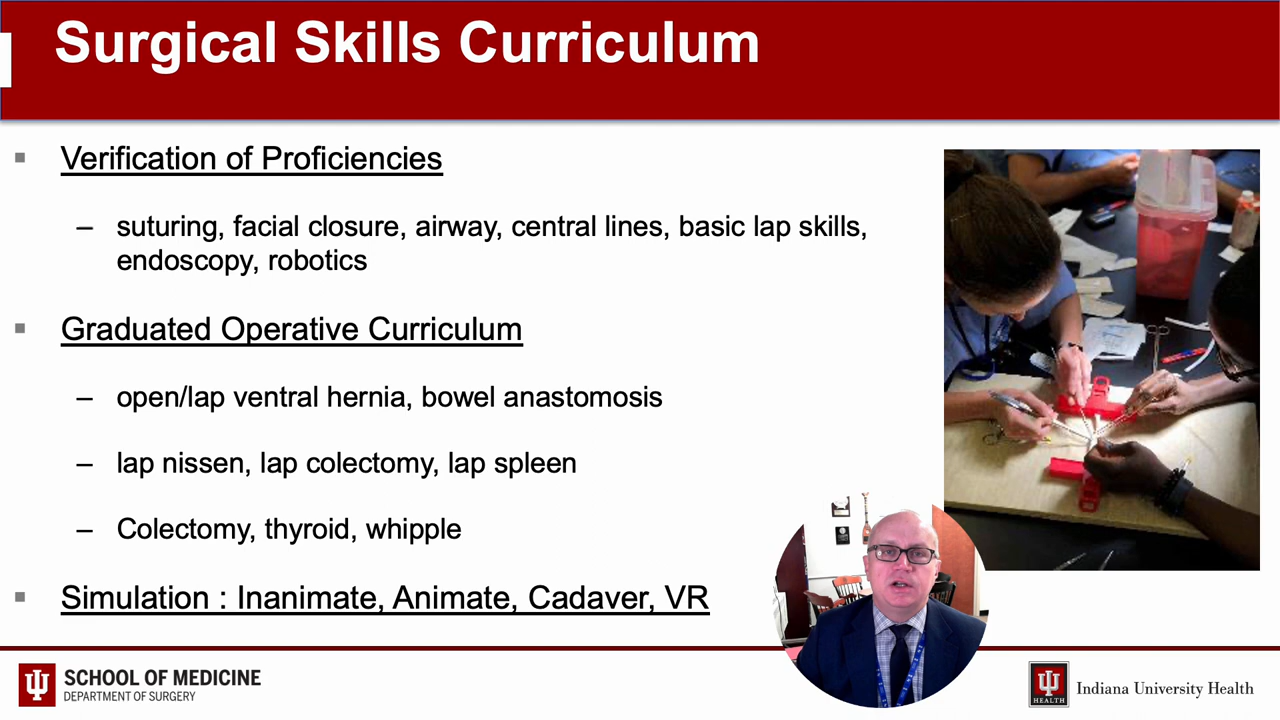 Surgical Skills Curriculum
Verification of Proficiencies
– suturing, facial closure, airway, central lines, basic lap skills,
endoscopy, robotics
Graduated Operative Curriculum
– open/lap ventral hernia, bowel anastomosis
– lap nissen, lap colectomy, lap spleen
– Colectomy, thyroid, whipple
Simulation : Inanimate, Animate, Cadaver, VR
SCHOOL OF MEDICINE
DEPARTMENT OF SURGERY
HEALTH
Indiana University Health